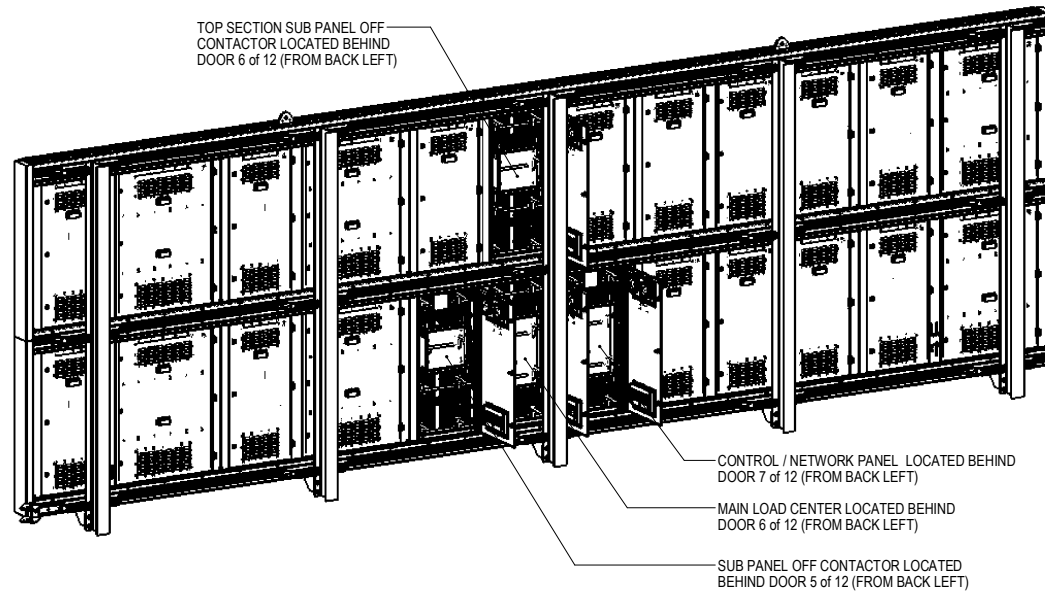 TOP SECTION SUB PANEL OFF
CONTACTOR LOCATED BEHIND
DOOR 6 of 12 (FROM BACK LEFT)
CONTROL / NETWORK PANEL LOCATED BEHIND
DOOR 7 of 12 (FROM BACK LEFT)
MAIN LOAD CENTER LOCATED BEHIND
DOOR 6 of 12 (FROM BACK LEFT)
SUB PANEL OFF CONTACTOR LOCATED
BEHIND DOOR 5 of 12 (FROM BACK LEFT)